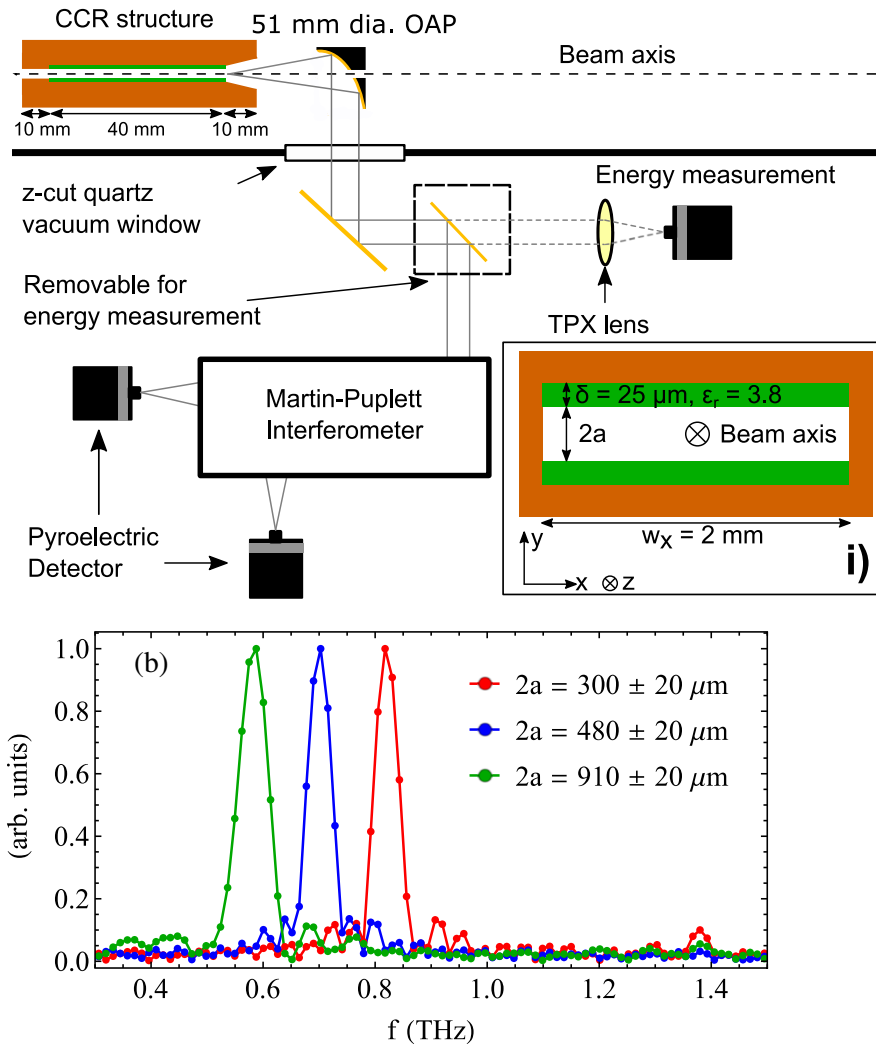 CCR structure
51 mm dia. OAP
Beam axis
10 mm
40 mm
10 mm
z-cut quartz
vacuum window
Energy measurement
Removable for
energy measurement
TPX lens
Martin-Puplett
Interferometer
Pyroelectric
Detector
δ = 25 µm, εr = 3.8
2a
Beam axis
wx = 2 mm
y
x
z
i)
(b)
2a = 300 ± 20 μm
2a = 480 ± 20 μm
2a = 910 ± 20 μm
(arb. units)
1.0
0.8
0.6
0.4
0.2
0.0
0.4
0.6
0.8
1.0
1.2
1.4
f (THz)